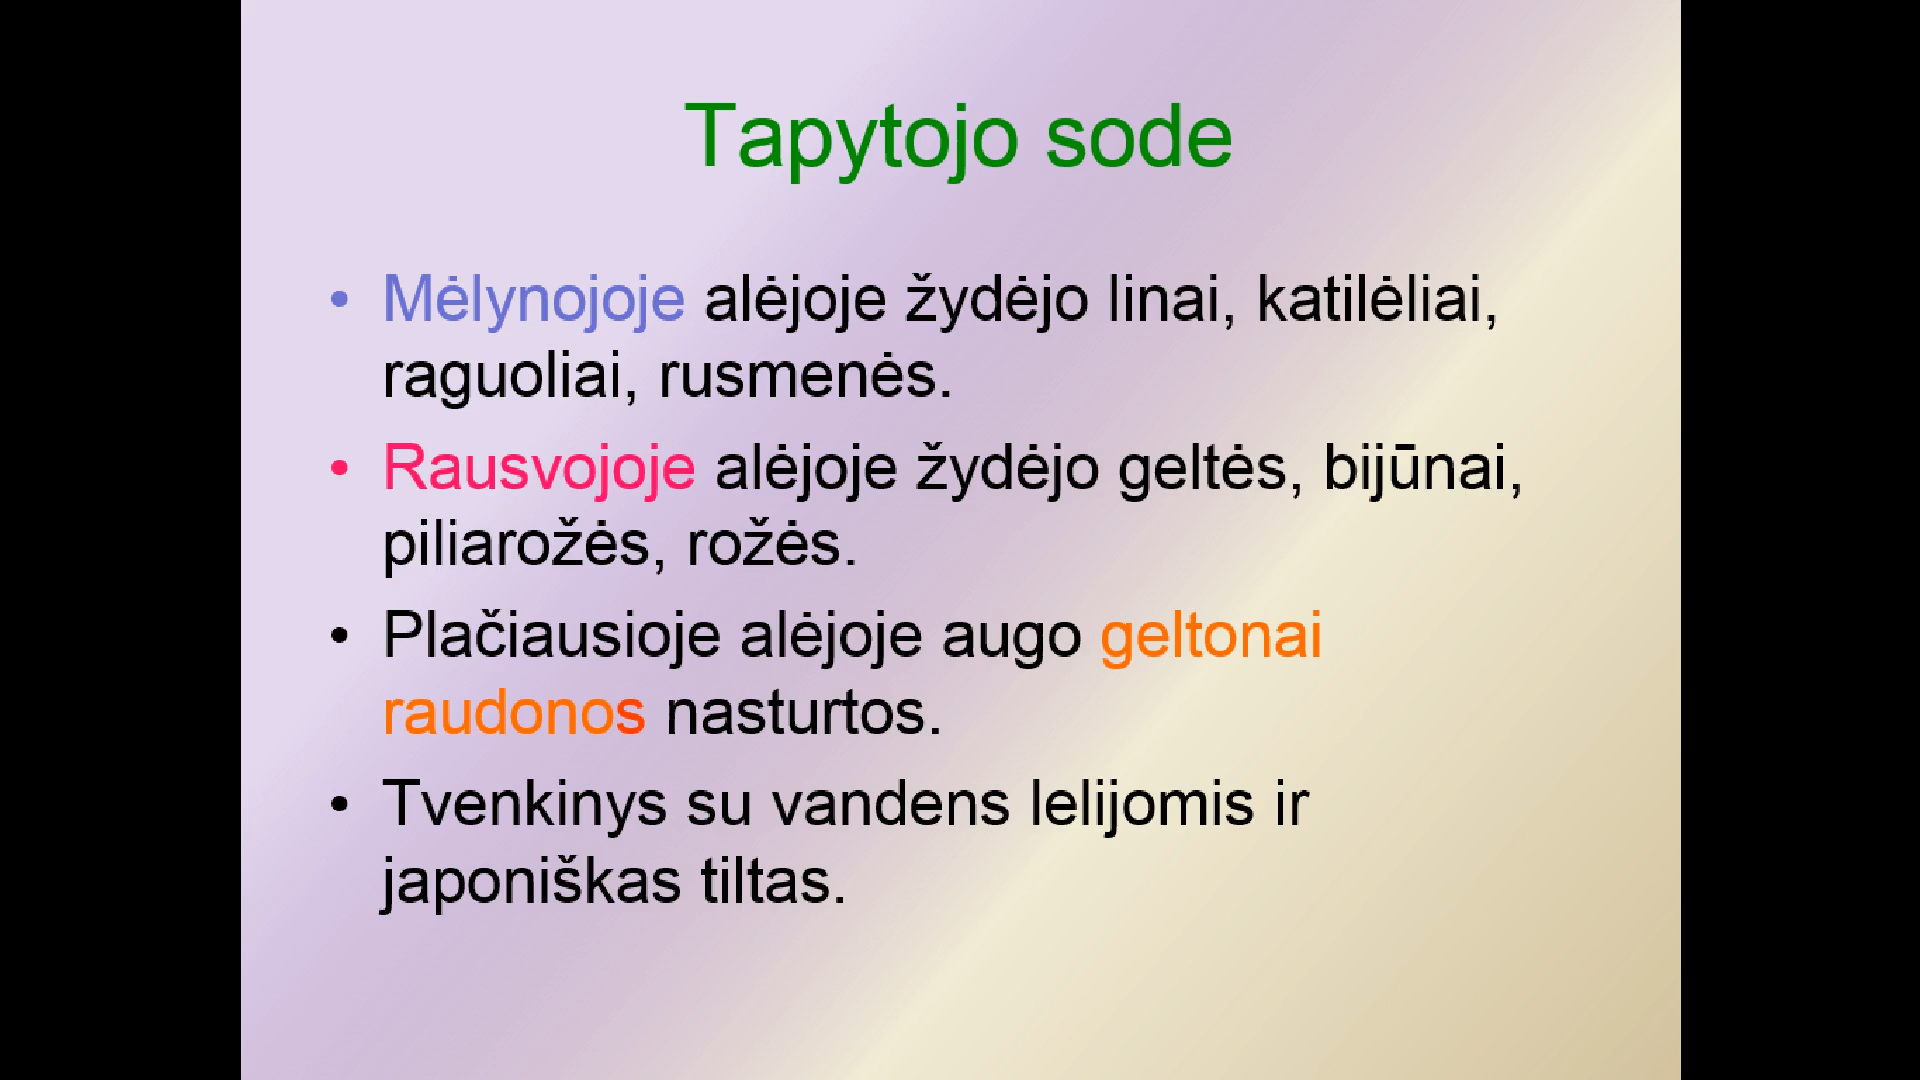 Tapytojo sode
• Mėlynojoje alėjoje žydėjo linai, katilėliai,
raguoliai, rusmenės.
• Rausvojoje alėjoje žydėjo geltės, bijūnai,
piliarožės, rožės.
• Plačiausioje alėjoje augo geltonai
raudonos nasturtos.
• Tvenkinys su vandens lelijomis ir
japoniškas tiltas.